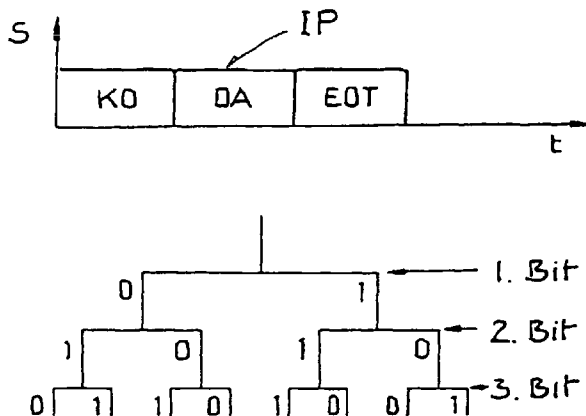 S
IP
KO DA EOT
t
0 1 1. Bit
1 0 1 0 2. Bit
0 1 1 0 1 0 0 1 3. Bit